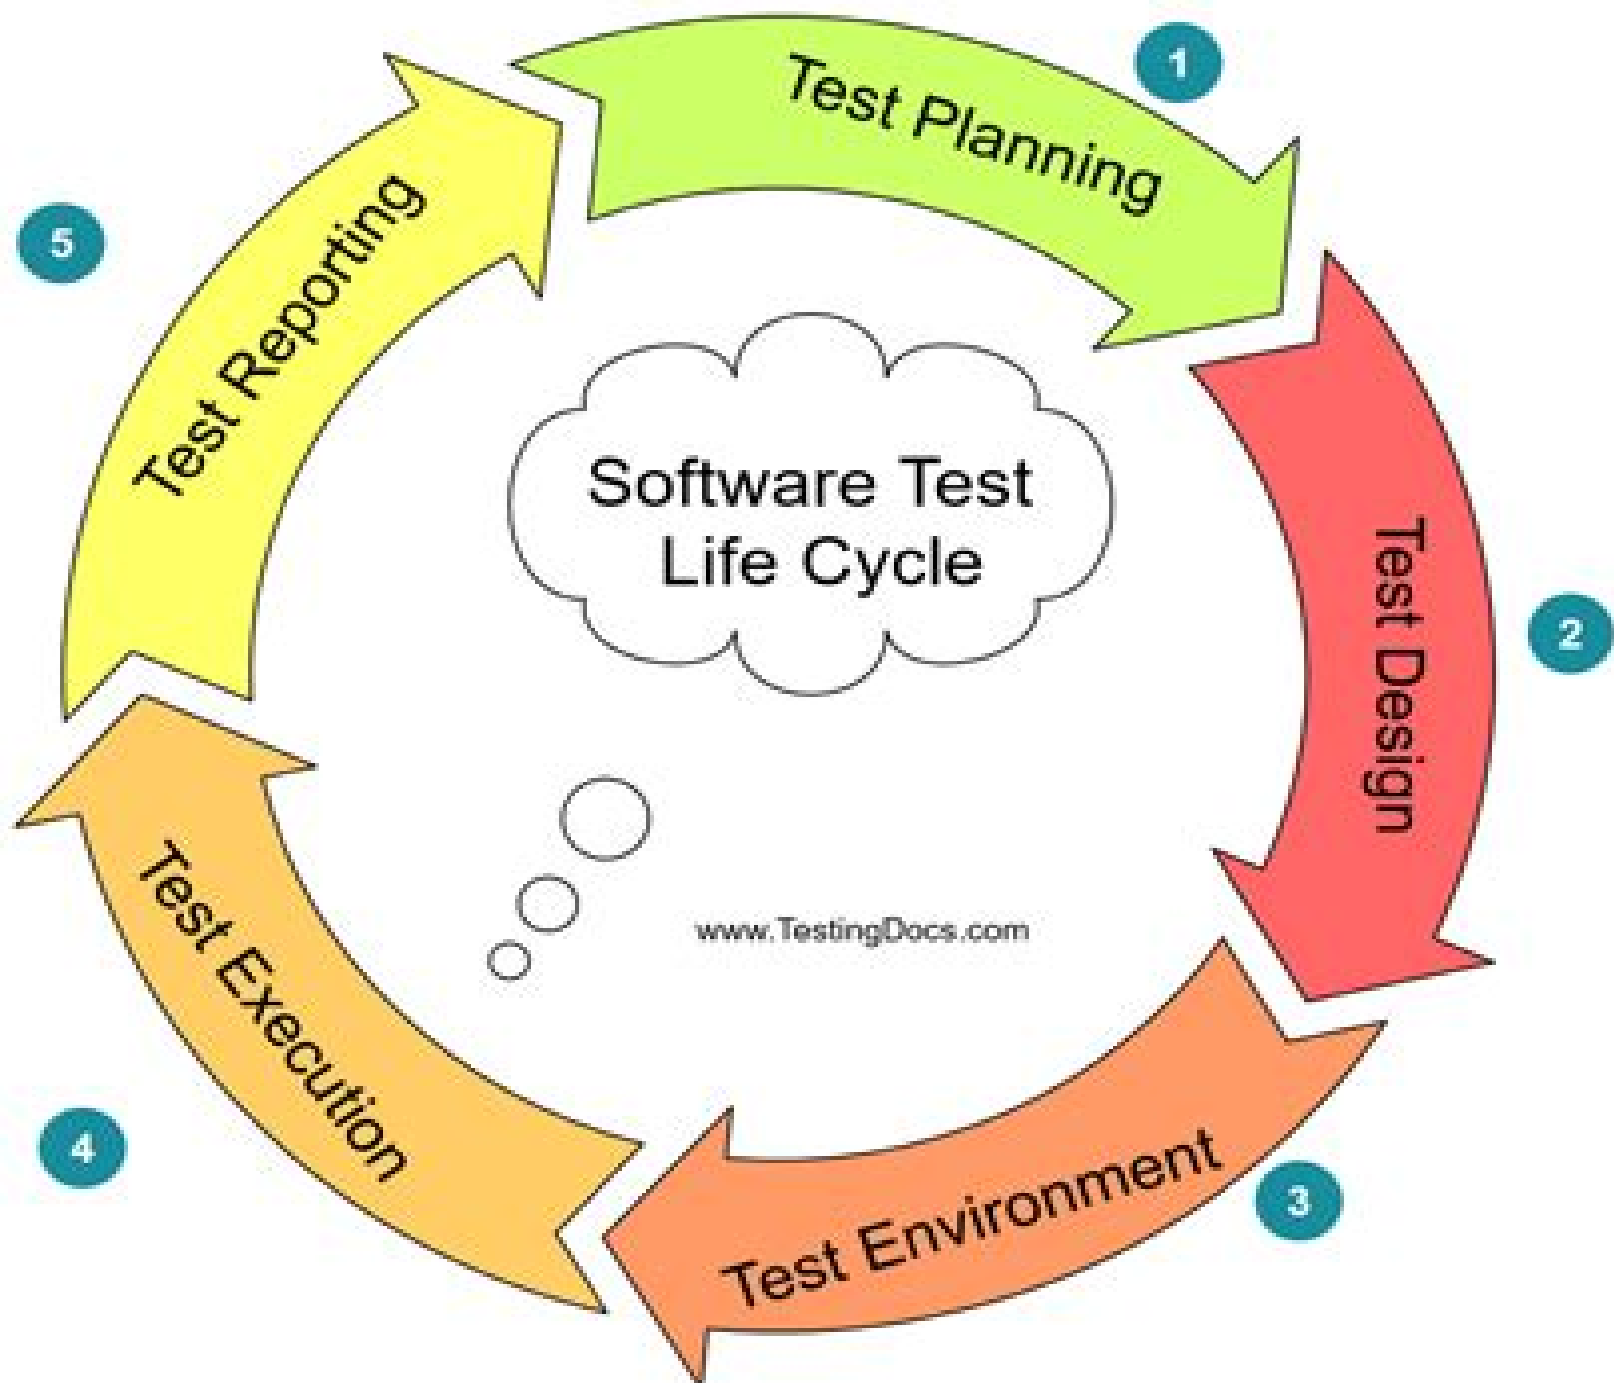 1
Test Planning
2
Test Design
3
Test Environment
4
Test Execution
5
Test Reporting
Software Test
Life Cycle
www.TestingDocs.com